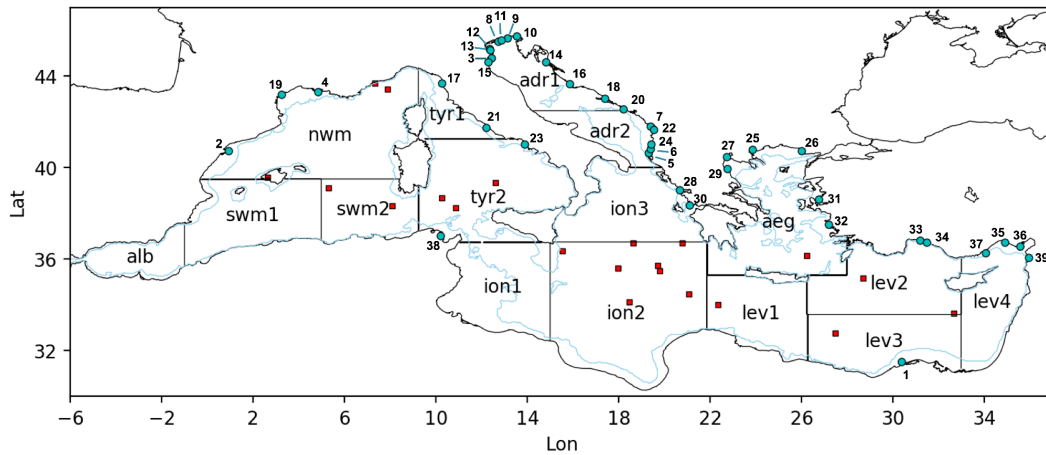 8 11 9
12 10
13
3 14
15 adr1
44 Lat
19 4 17 16
18
tyr1 20
nwm 21 adr2 7
22
2 23 24
6
5
27 25 26
40
29
28
swm1 swm2 tyr2 ion3 30 31
aeg 32
38
alb 33 34 35 36
37 39
36
ion1 ion2 lev1 lev2 lev4
lev3
32
1
−6 −2 2 6 10 14 18 22 26 30 34
Lon